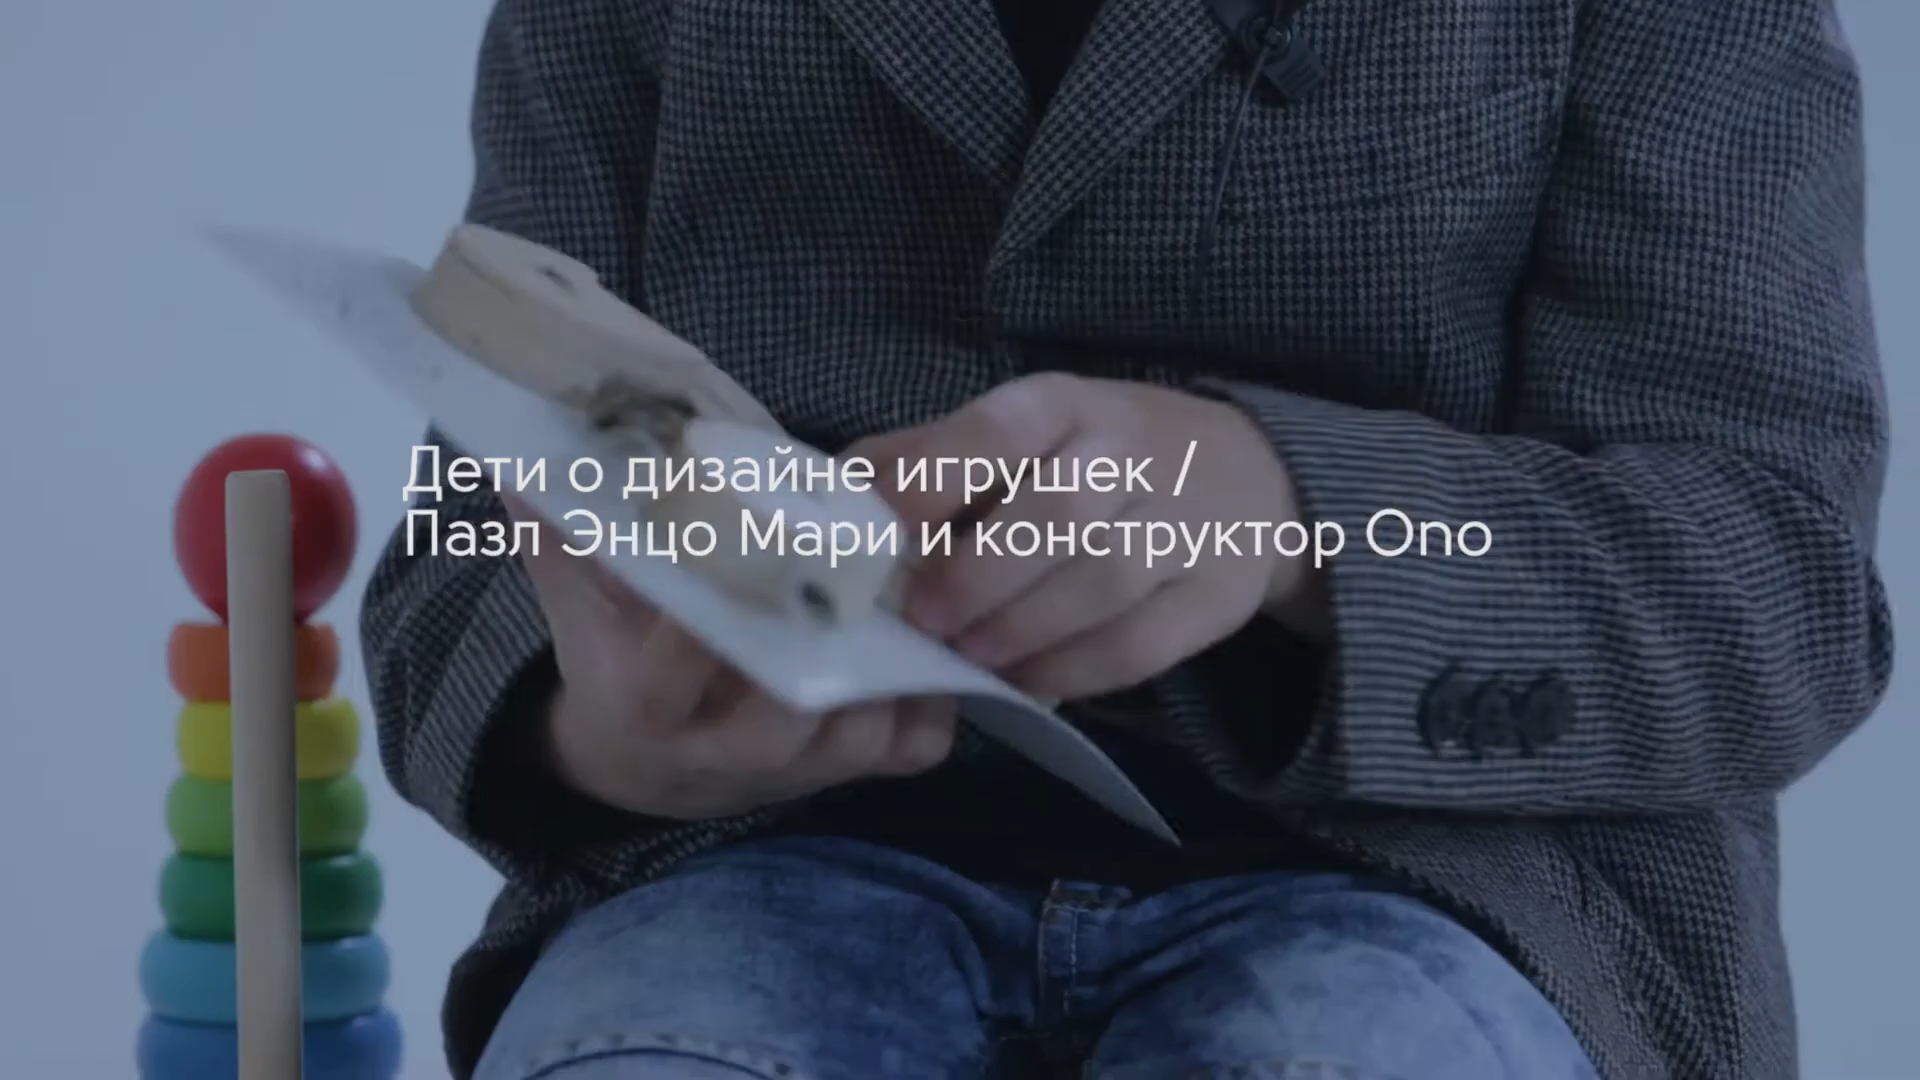 Дети о дизайне игрушек /
Пазл Энцо Мари и конструктор Ono